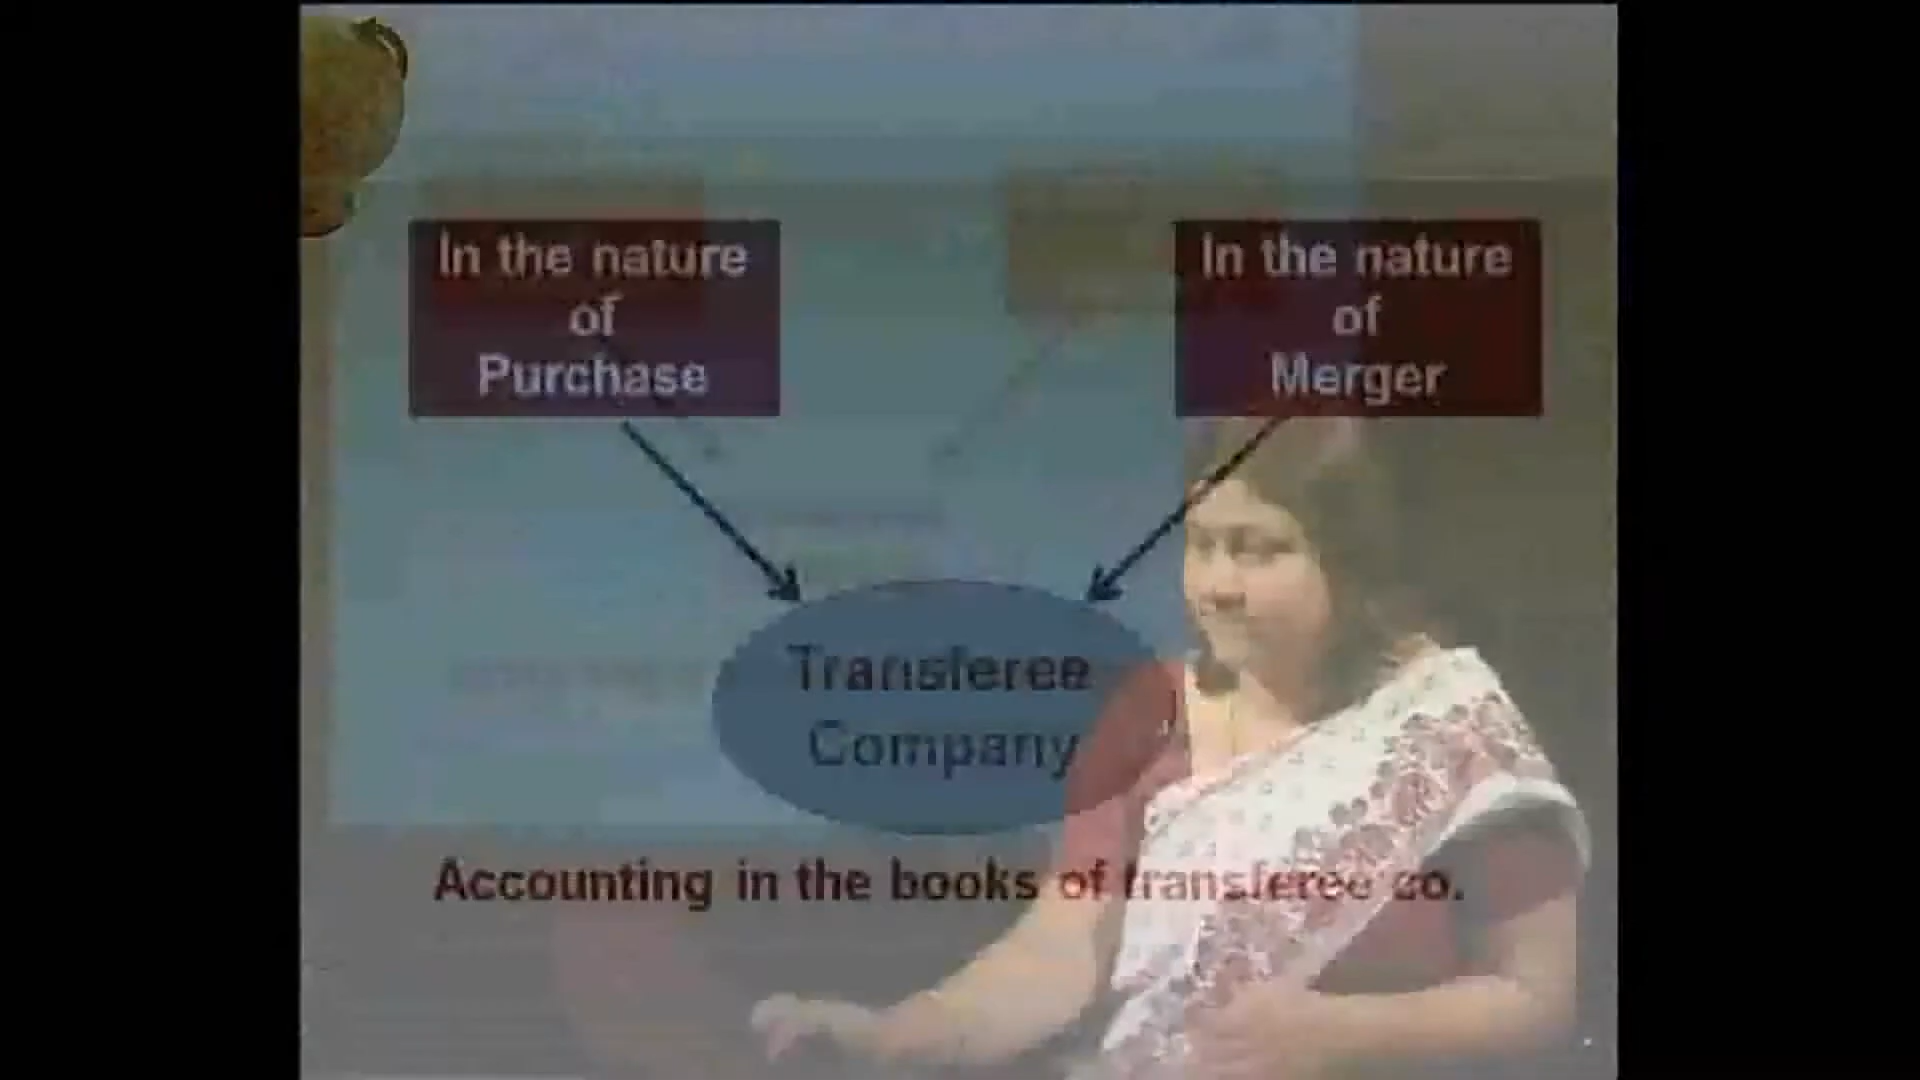 In the nature
of
Purchase
In the nature
of
Merger
Transferee
Company
Accounting in the books of transferee co.